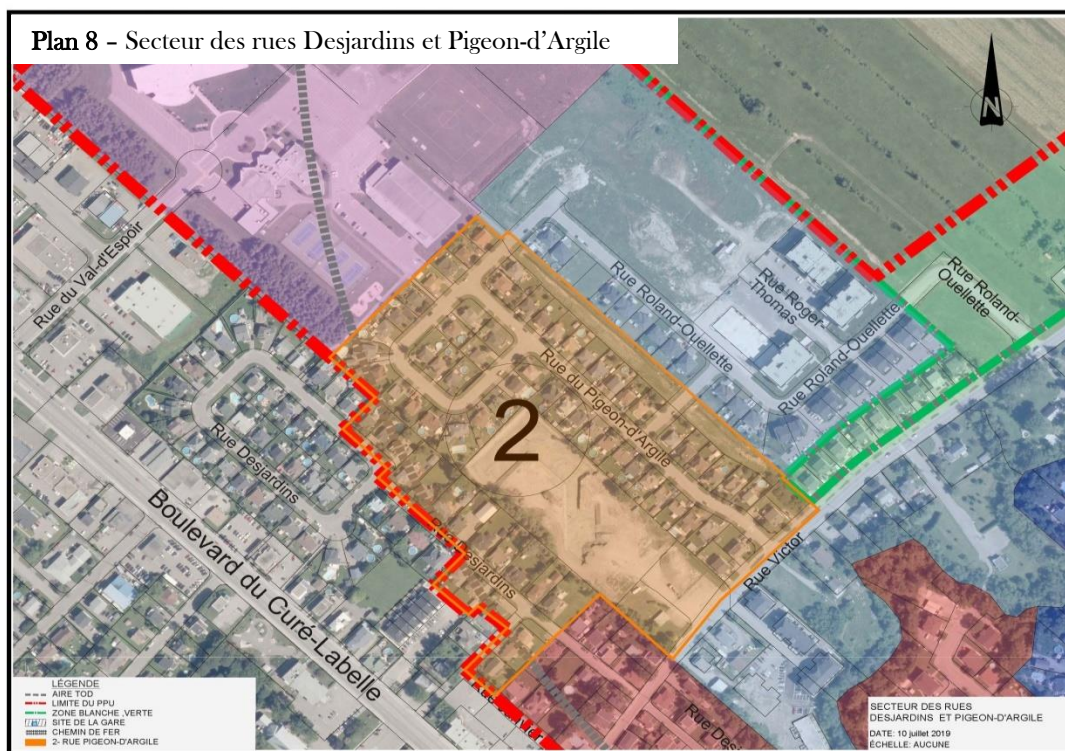 Plan 8 – Secteur des rues Desjardins et Pigeon-d'Argile
N
Rue du Val-d'Espoir
Rue Roland-Ouellette
Rue Roger-
Thomas
Rue Roland-
Ouellette
Rue Roland-Ouellette
Rue du Pigeon-d'Argile
2
Rue Desjardins
Rue Desjardins
Boulevard du Curé-Labelle
Rue Victor
LÉGENDE
AIRE TOD
LIMITE DU PPU
ZONE BLANCHE ,VERTE
SITE DE LA GARE
CHEMIN DE FER
2- RUE PIGEON-D'ARGILE
SECTEUR DES RUES
DESJARDINS ET PIGEON-D'ARGILE
DATE: 10 juillet 2019
ÉCHELLE: AUCUNE